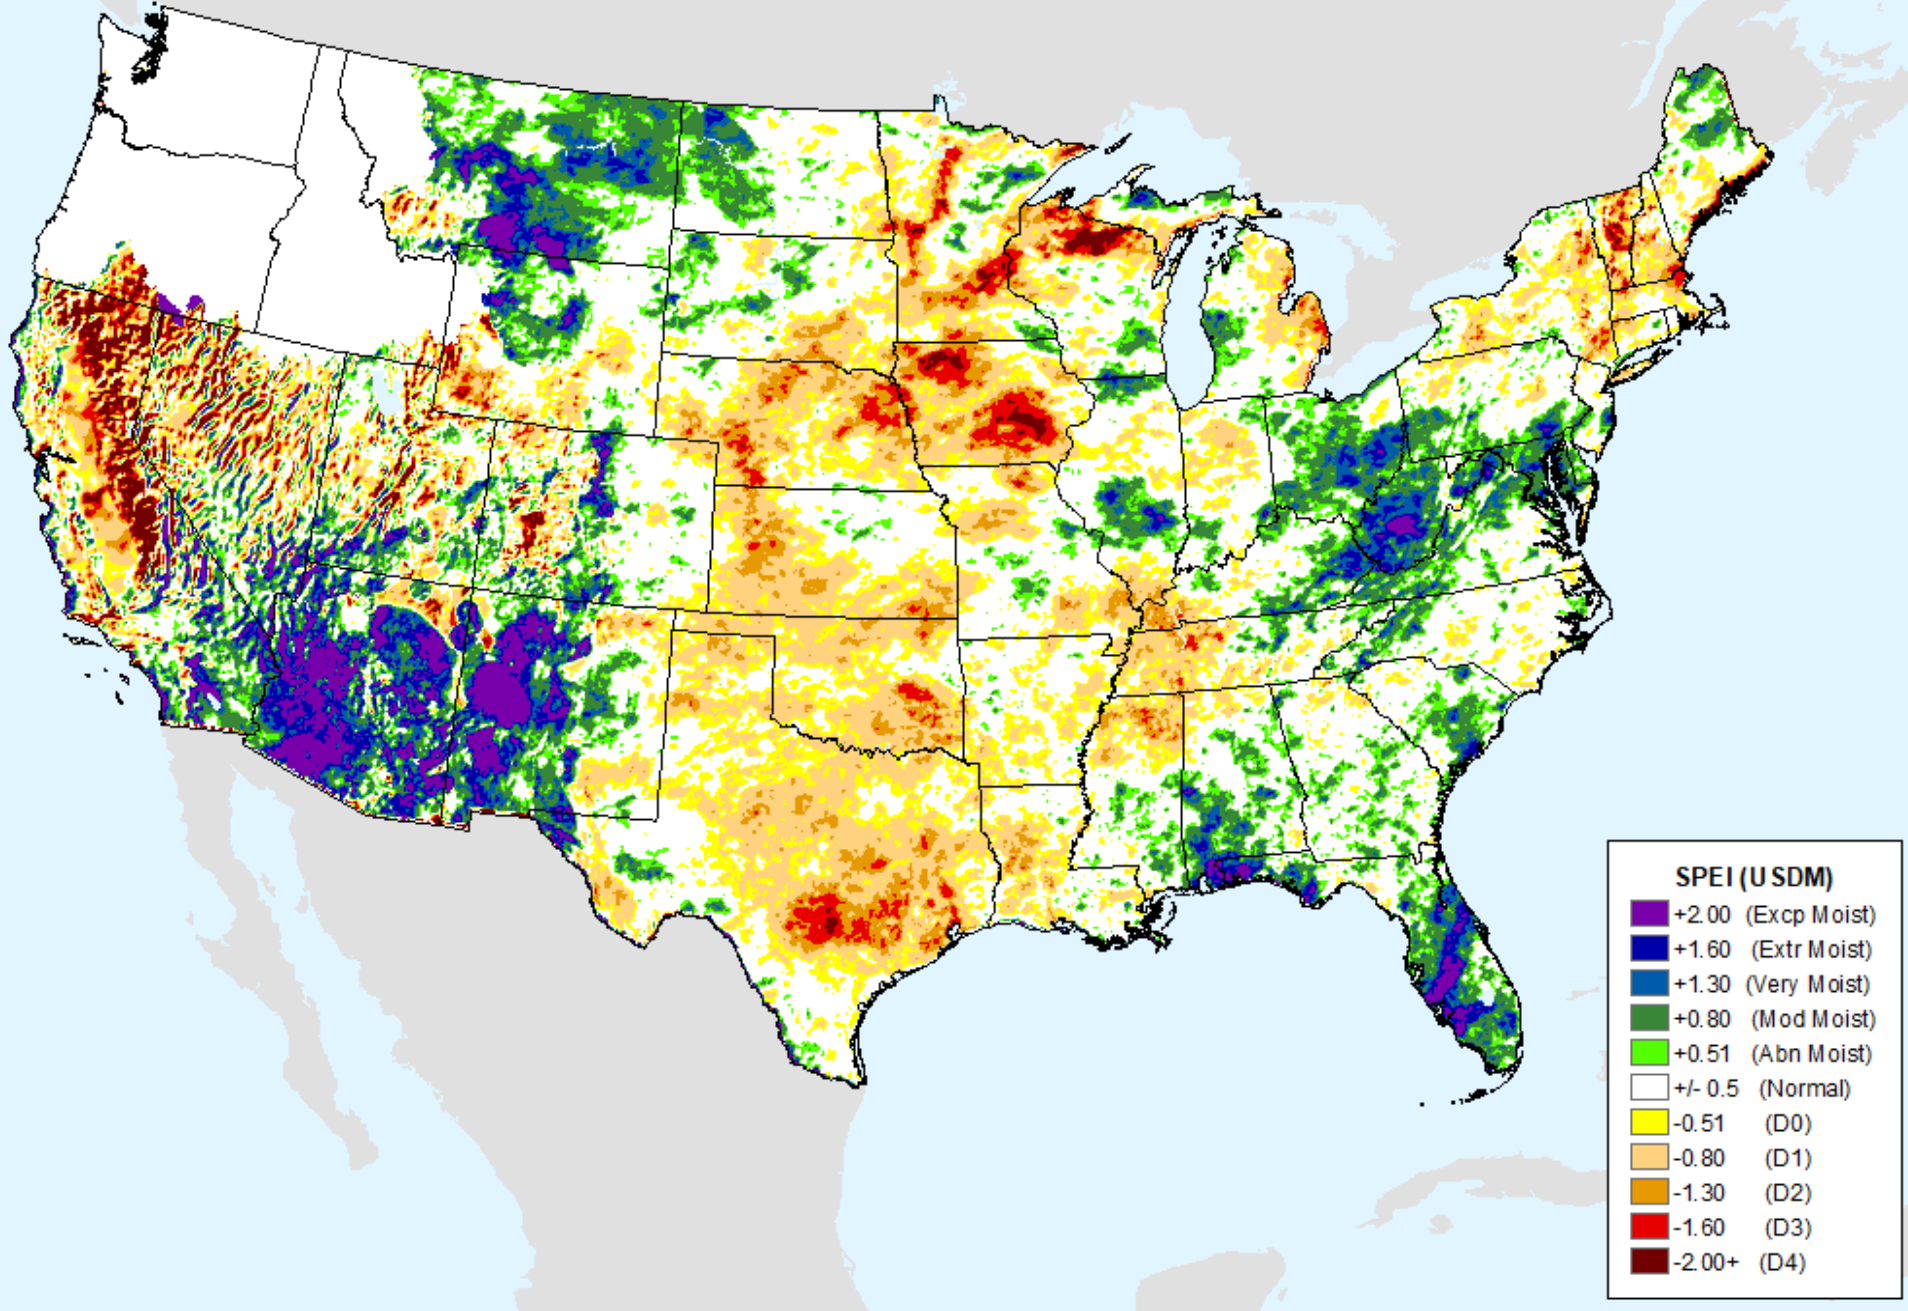 SPEI (USDM)
+2.00 (Excp Moist)
+1.60 (Extr Moist)
+1.30 (Very Moist)
+0.80 (Mod Moist)
+0.51 (Abn Moist)
+/- 0.5 (Normal)
-0.51 (D0)
-0.80 (D1)
-1.30 (D2)
-1.60 (D3)
-2.00+ (D4)